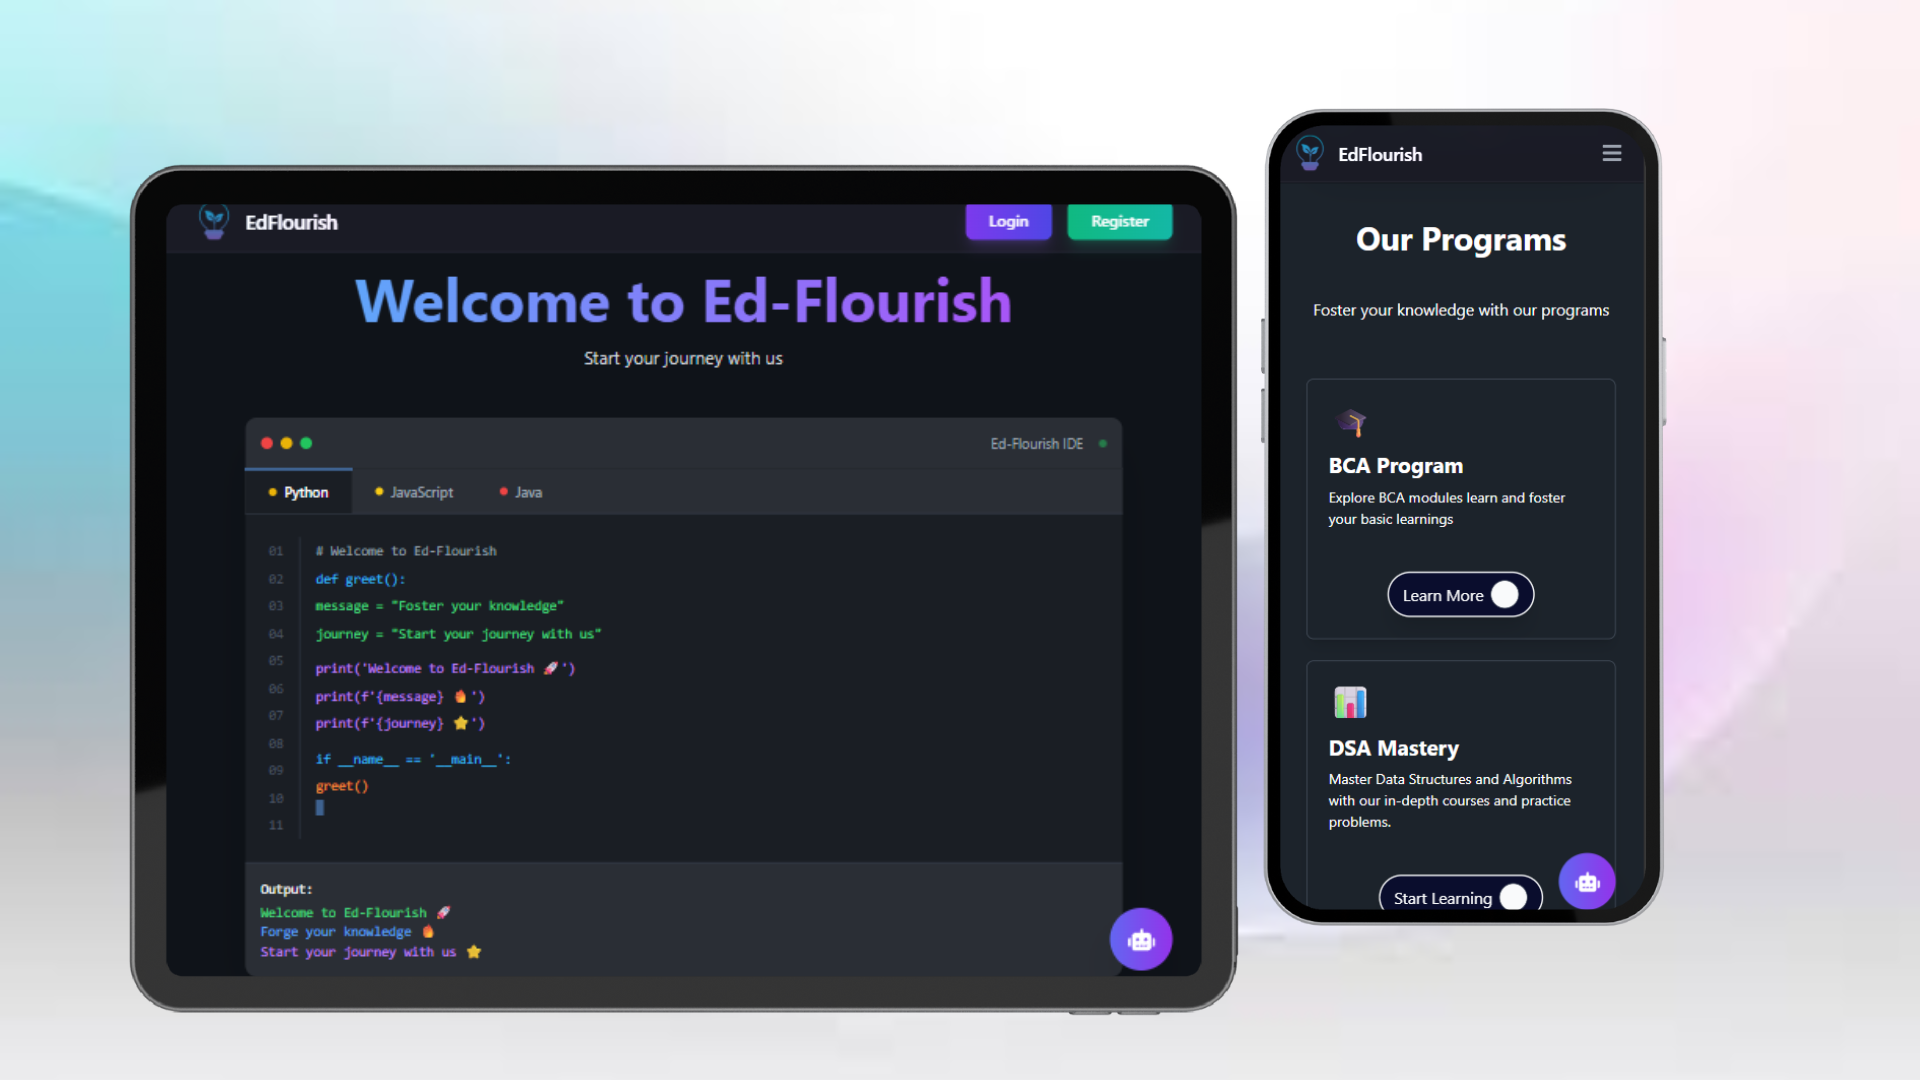 EdFlourish
Login
Register
Welcome to Ed-Flourish
Start your journey with us
Ed-Flourish IDE
Python
JavaScript
Java
01
02
03
04
05
06
07
08
09
10
11
# Welcome to Ed-Flourish
def greet():
message = "Foster your knowledge"
journey = "Start your journey with us"
print('Welcome to Ed-Flourish 🚀')
print(f'{message} 🔥')
print(f'{journey} ⭐')
if __name__ == '__main__':
greet()
Output:
Welcome to Ed-Flourish 🚀
Forge your knowledge 🔥
Start your journey with us ⭐
EdFlourish
Our Programs
Foster your knowledge with our programs
BCA Program
Explore BCA modules learn and foster
your basic learnings
Learn More
DSA Mastery
Master Data Structures and Algorithms
with our in-depth courses and practice
problems.
Start Learning